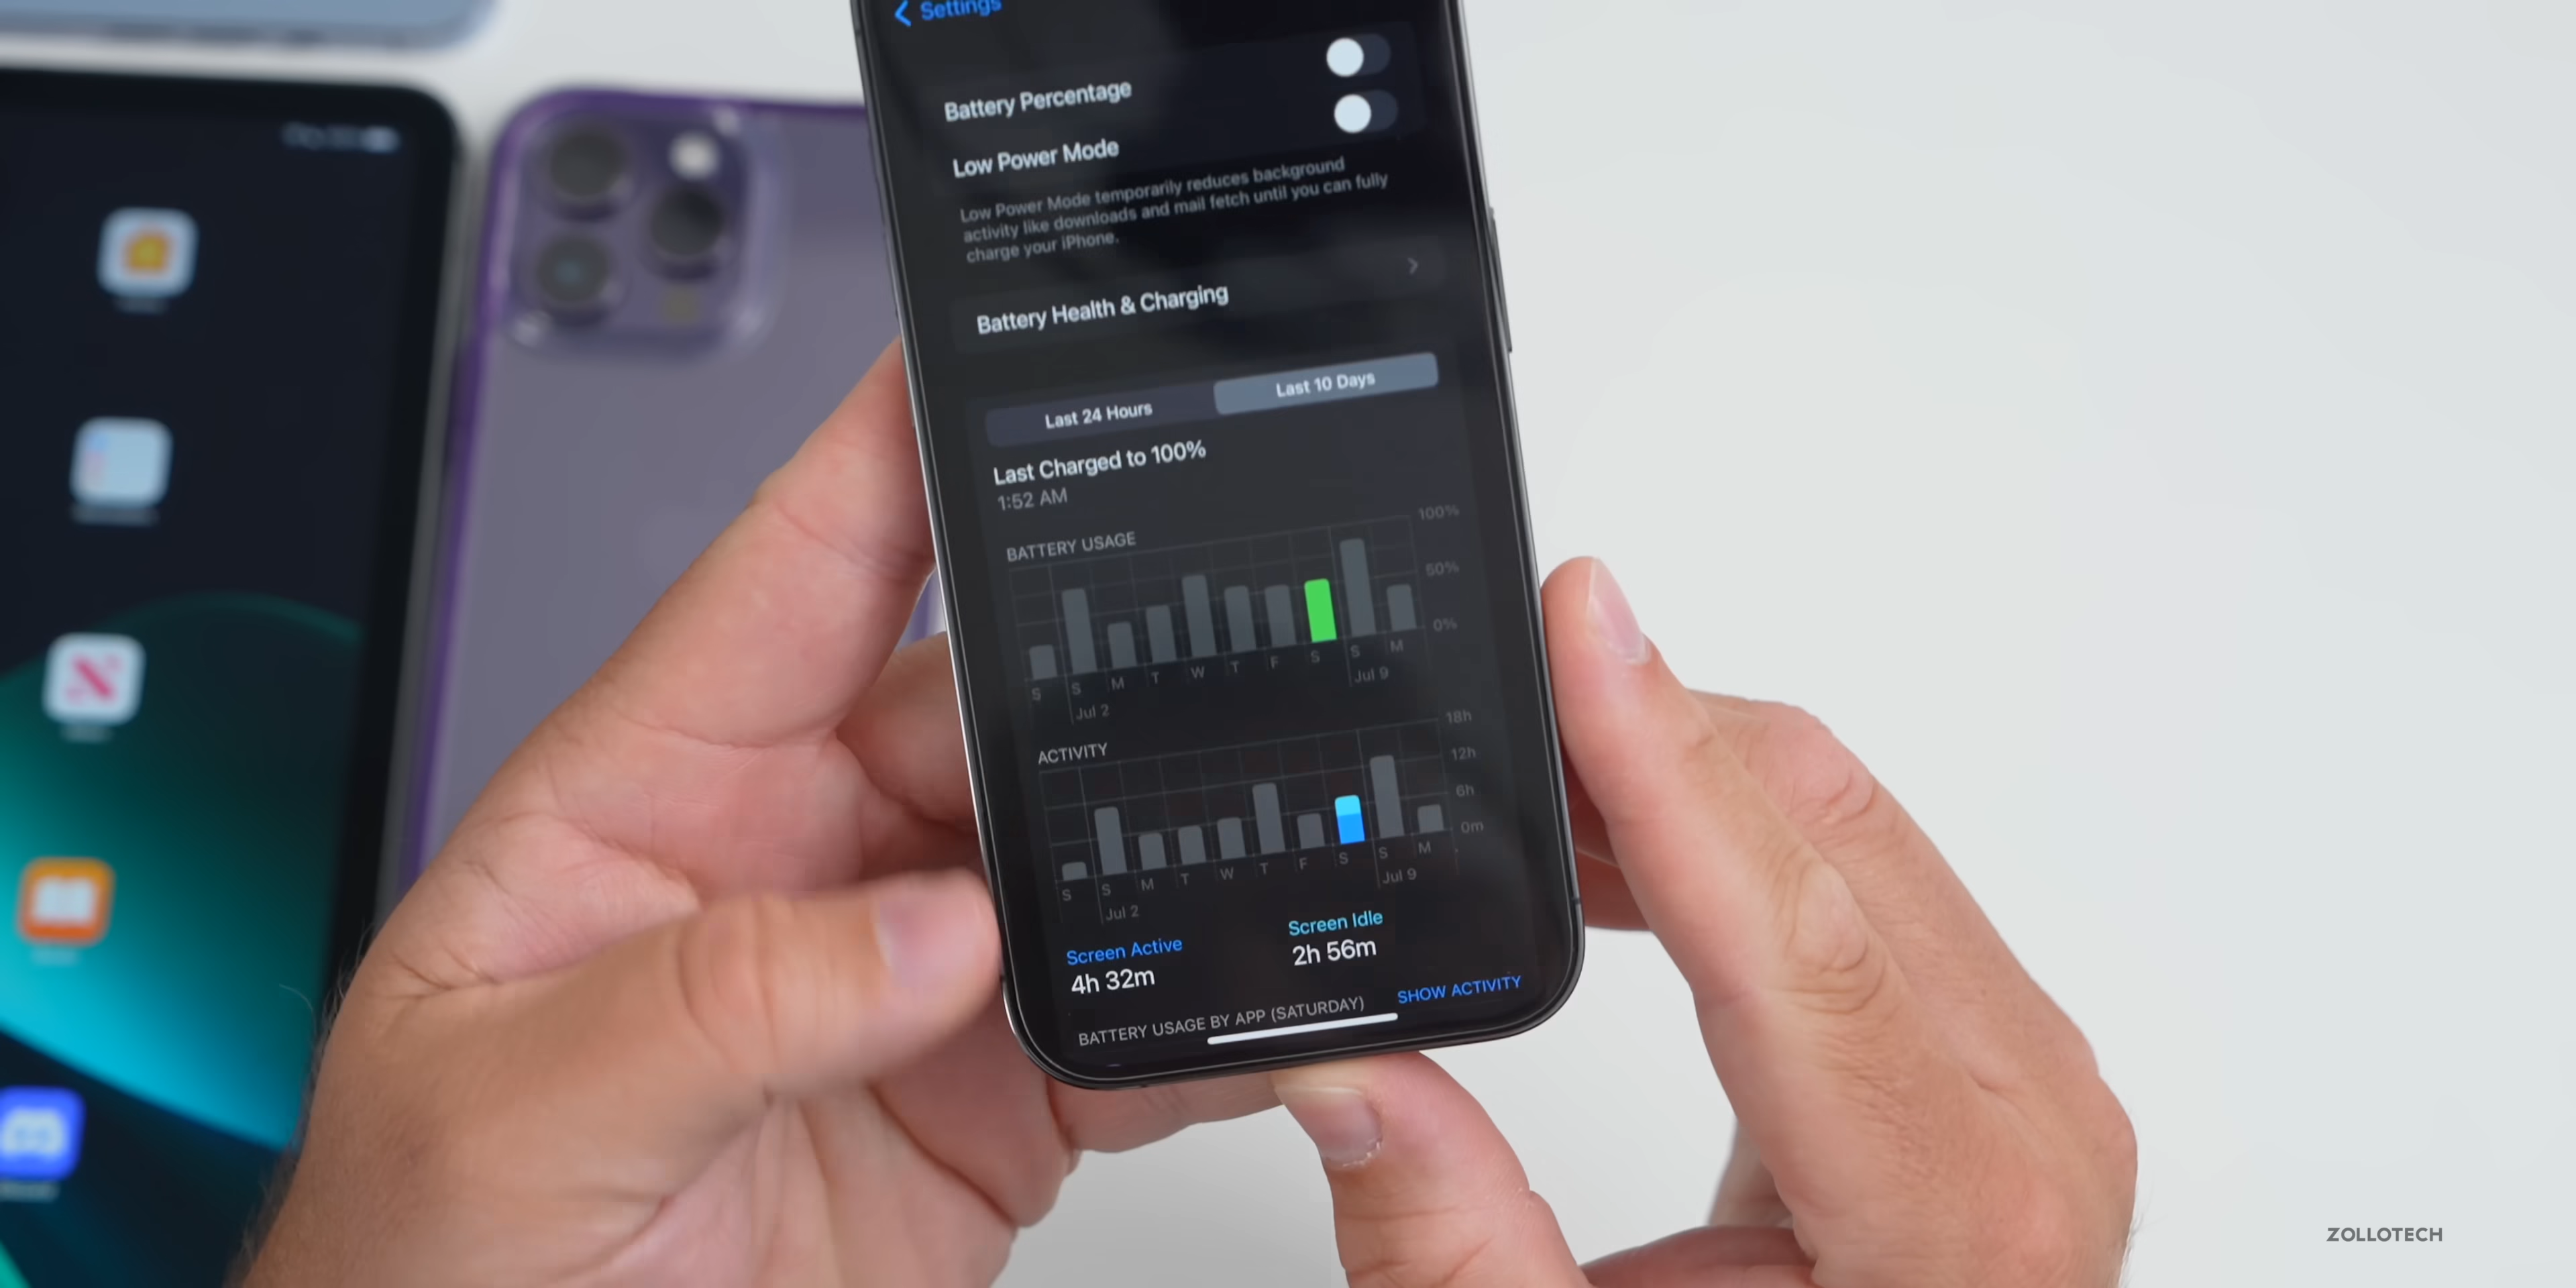 Settings
Battery Percentage
Low Power Mode
Low Power Mode temporarily reduces background
activity like downloads and mail fetch until you can fully
charge your iPhone.
Battery Health & Charging
Last 24 Hours
Last 10 Days
Last Charged to 100%
1:52 AM
BATTERY USAGE
100%
50%
0%
S S M T W T F S S M
Jul 2
Jul 9
ACTIVITY
18h
12h
6h
0m
S S M T W T F S S M
Jul 2
Jul 9
Screen Active
Screen Idle
4h 32m
2h 56m
BATTERY USAGE BY APP (SATURDAY)
SHOW ACTIVITY
ZOLLOTECH